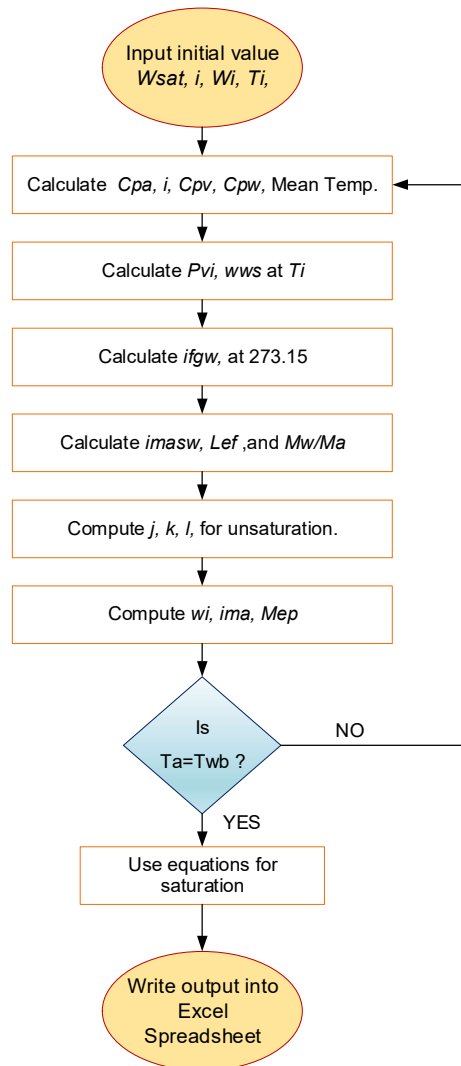 Input initial value
Wsat, i, Wi, Ti,
Calculate Cpa, i, Cpv, Cpw, Mean Temp.
Calculate Pvi, wws at Ti
Calculate ifgw, at 273.15
Calculate imasw, Lef ,and Mw/Ma
Compute j, k, l, for unsaturation.
Compute wi, ima, Mep
Is
Ta=Twb ?
NO
YES
Use equations for
saturation
Write output into
Excel
Spreadsheet